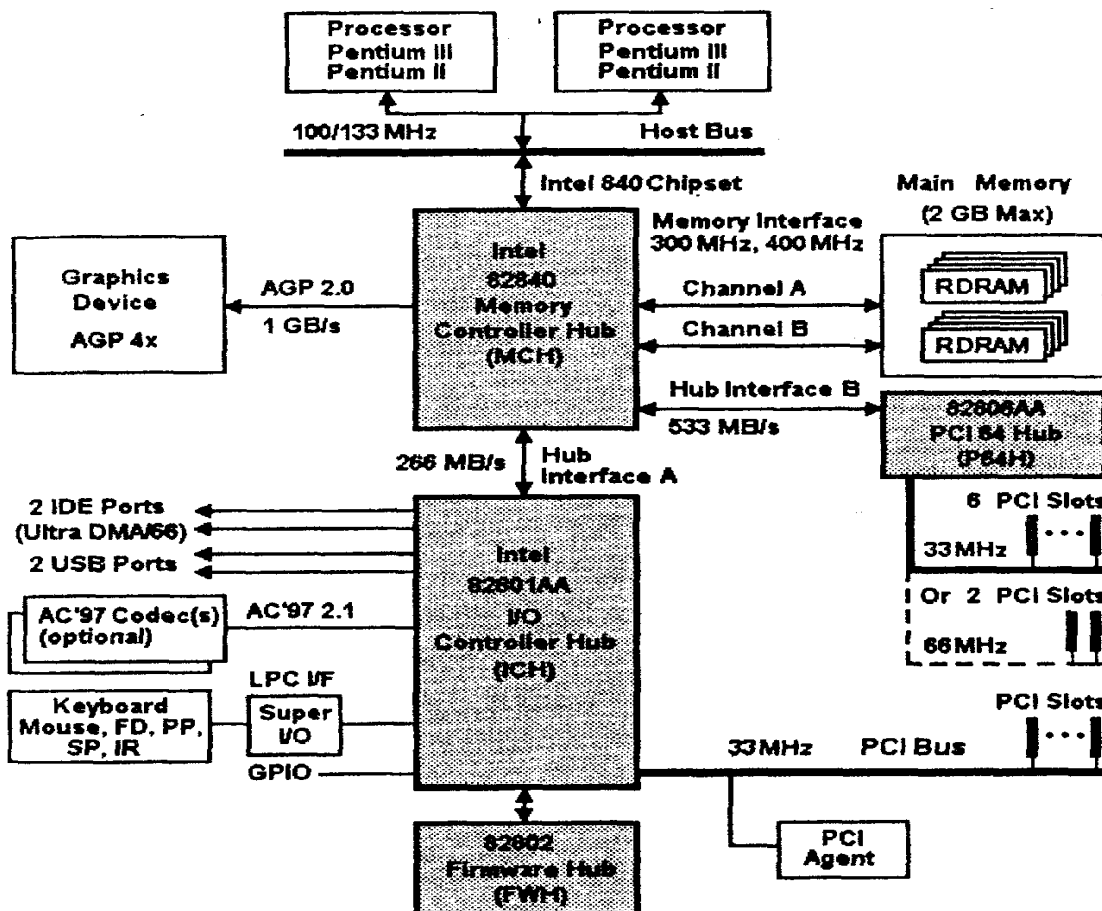 Processor
Pentium III
Pentium II
Processor
Pentium III
Pentium II
100/133 MHz
Host Bus
Intel 840 Chipset
Main Memory
(2 GB Max)
Memory Interface
300 MHz, 400 MHz
Intel
82840
Memory
Controller Hub
(MCH)
Graphics
Device
AGP 4x
AGP 2.0
1 GB/s
Channel A
Channel B
RDRAM
RDRAM
Hub Interface B
533 MB/s
82806AA
PCI 64 Hub
(P64H)
266 MB/s
Hub
Interface A
6 PCI Slots
33 MHz
Or 2 PCI Slots
66 MHz
2 IDE Ports
(Ultra DMA/66)
2 USB Ports
Intel
82801AA
I/O
Controller Hub
(ICH)
AC'97 Codec(s)
(optional)
AC'97 2.1
LPC I/F
Keyboard
Mouse, FD, PP,
SP, IR
Super
I/O
GPIO
PCI Slots
33 MHz
PCI Bus
82802
Firmware Hub
(FWH)
PCI
Agent